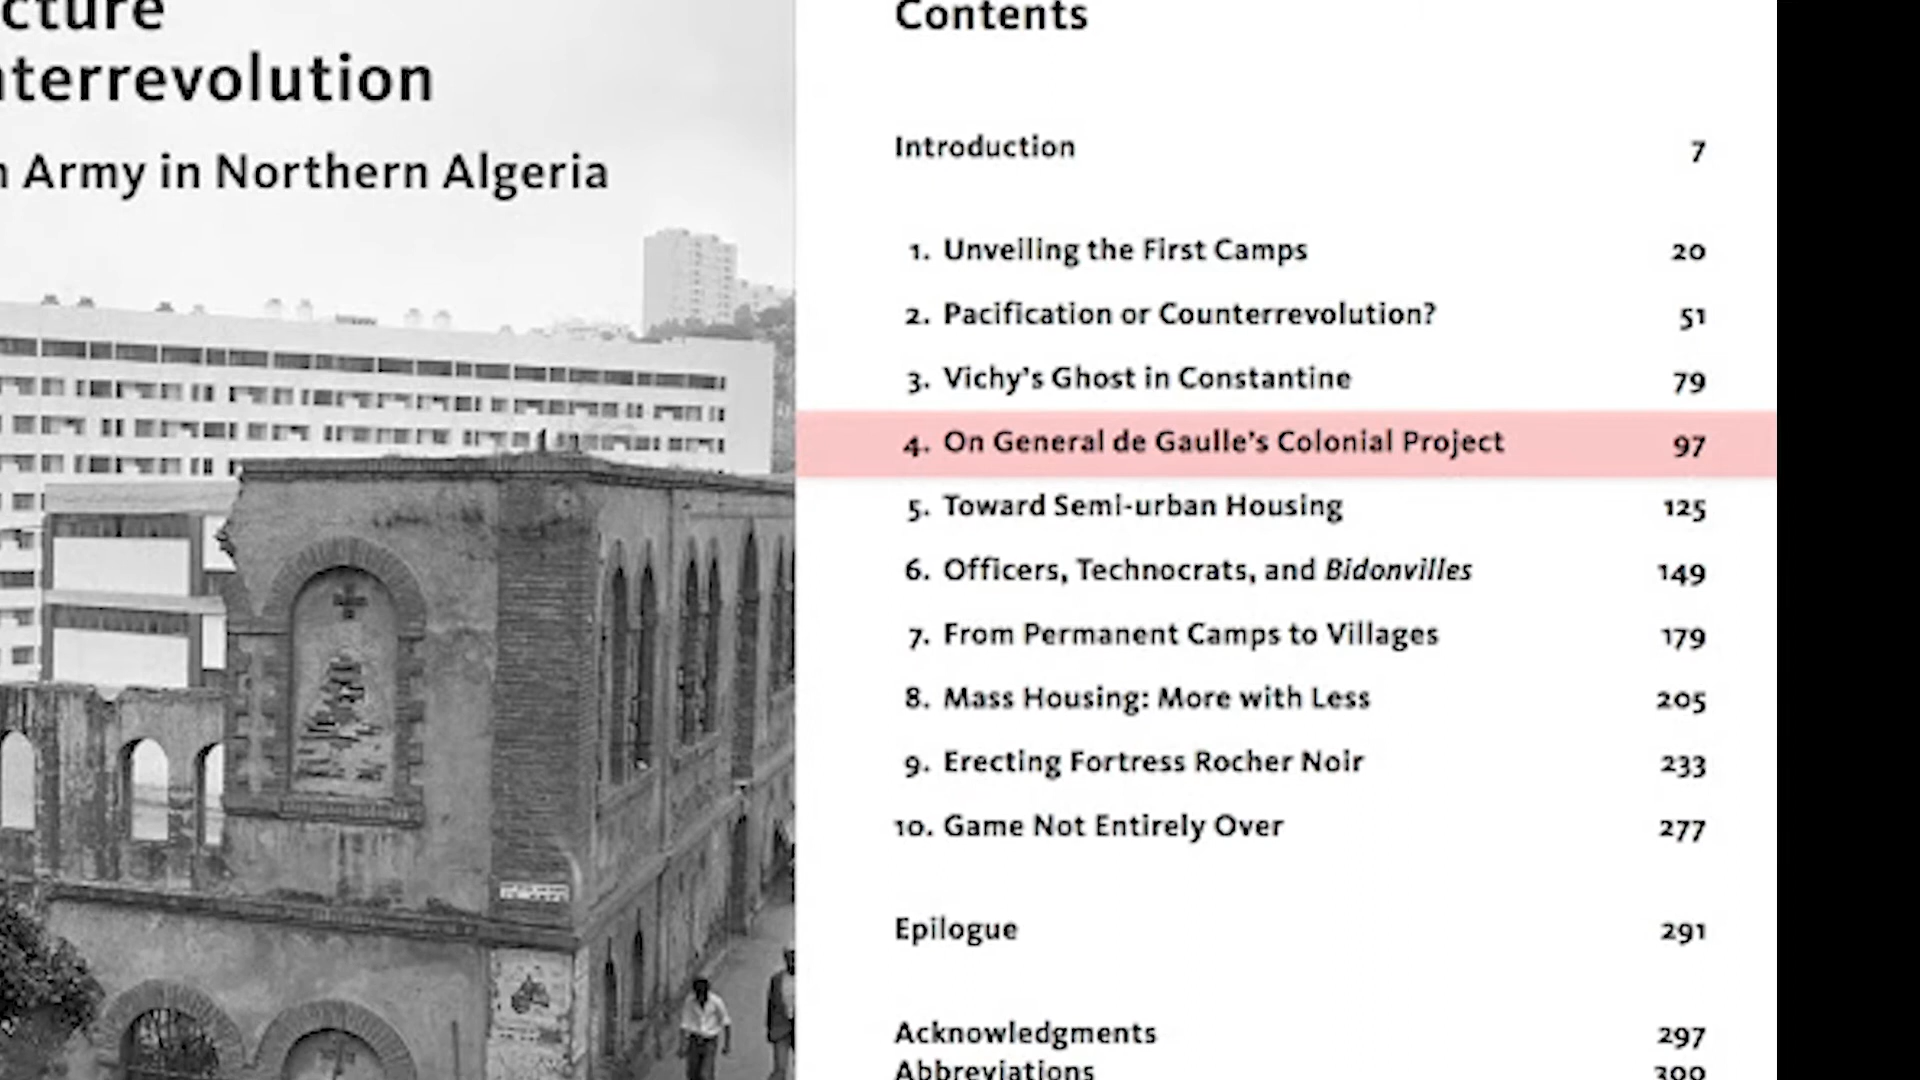 cture
nterrevolution
n Army in Northern Algeria
Contents
Introduction 7
1. Unveiling the First Camps 20
2. Pacification or Counterrevolution? 51
3. Vichy's Ghost in Constantine 79
4. On General de Gaulle's Colonial Project 97
5. Toward Semi-urban Housing 125
6. Officers, Technocrats, and Bidonvilles 149
7. From Permanent Camps to Villages 179
8. Mass Housing: More with Less 205
9. Erecting Fortress Rocher Noir 233
10. Game Not Entirely Over 277
Epilogue 291
Acknowledgments 297
Abbreviations 300